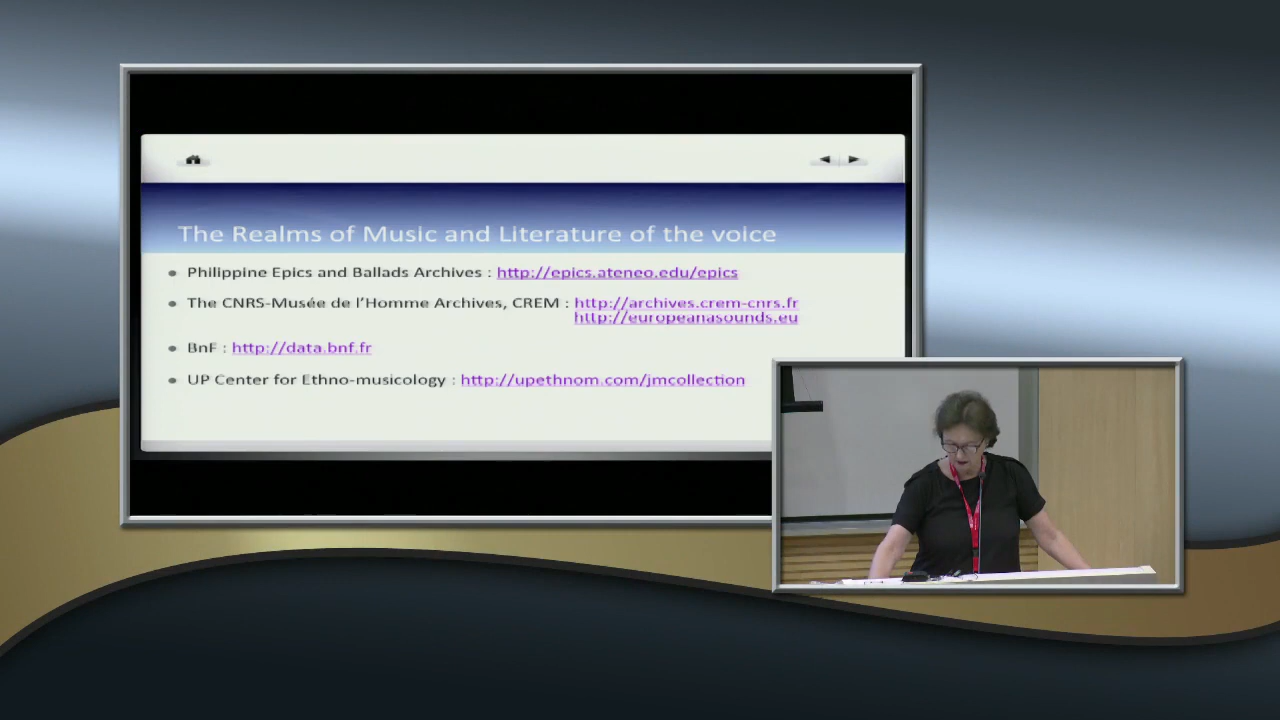 The Realms of Music and Literature of the voice
Philippine Epics and Ballads Archives : http://epics.ateneo.edu/epics
The CNRS-Musée de l'Homme Archives, CREM : http://archives.crem-cnrs.fr
http://europeanasounds.eu
BnF : http://data.bnf.fr
UP Center for Ethno-musicology : http://upethnom.com/jmcollection